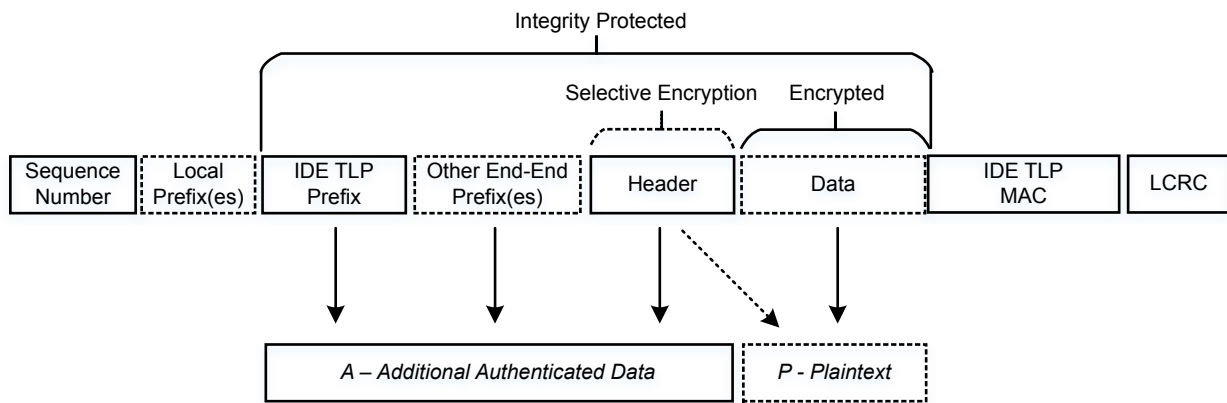 Integrity Protected
Selective Encryption
Encrypted
Sequence
Number
Local
Prefix(es)
IDE TLP
Prefix
Other End-End
Prefix(es)
Header
Data
IDE TLP
MAC
LCRC
A – Additional Authenticated Data
P - Plaintext